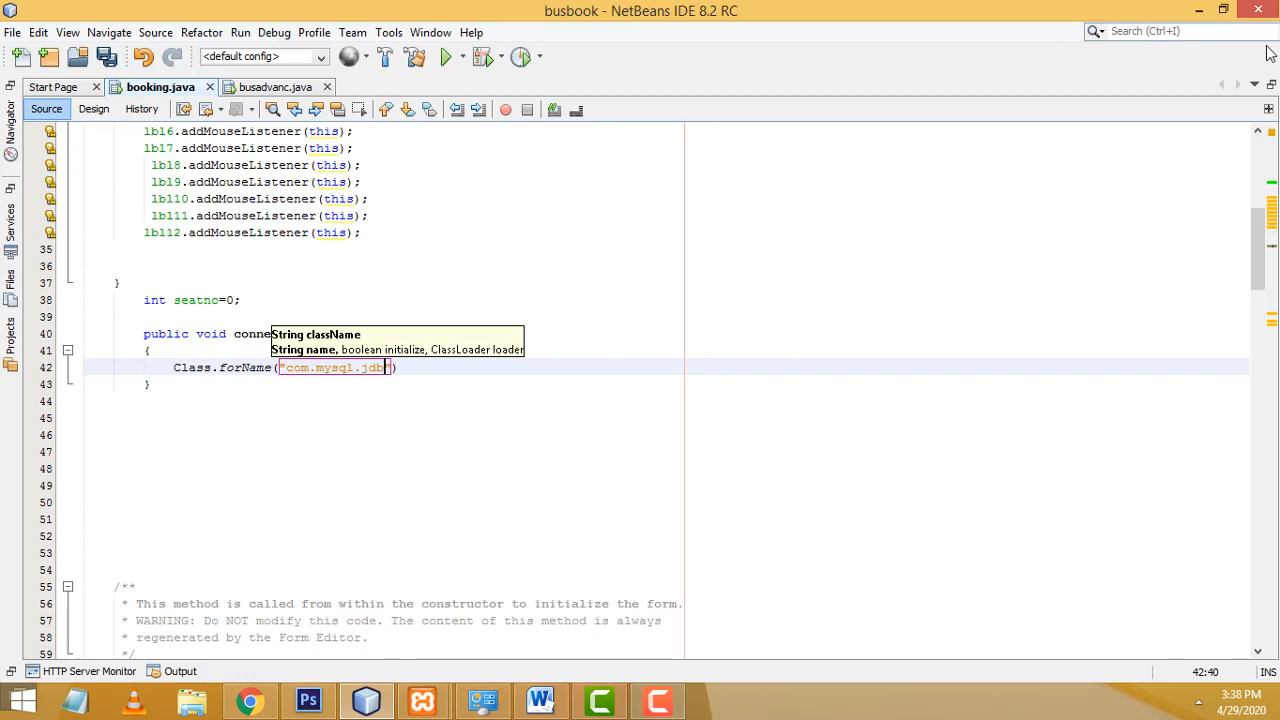 busbook - NetBeans IDE 8.2 RC
File Edit View Navigate Source Refactor Run Debug Profile Team Tools Window Help
Search (Ctrl+I)
<default config>
Start Page booking.java busadvanc.java
Source Design History
Navigator
Services
Files
Projects
lbl6.addMouseListener(this);
lbl7.addMouseListener(this);
lbl8.addMouseListener(this);
lbl9.addMouseListener(this);
lbl10.addMouseListener(this);
lbl11.addMouseListener(this);
lbl12.addMouseListener(this);
35
36
37 }
38 int seatno=0;
39
40 public void conne
String className
String name, boolean initialize, ClassLoader loader
41 {
42 Class.forName("com.mysql.jdb")
43 }
44
45
46
47
48
49
50
51
52
53
54
55 /**
56 * This method is called from within the constructor to initialize the form.
57 * WARNING: Do NOT modify this code. The content of this method is always
58 * regenerated by the Form Editor.
59 */
HTTP Server Monitor Output
42:40 INS
Ps
3:38 PM
4/29/2020